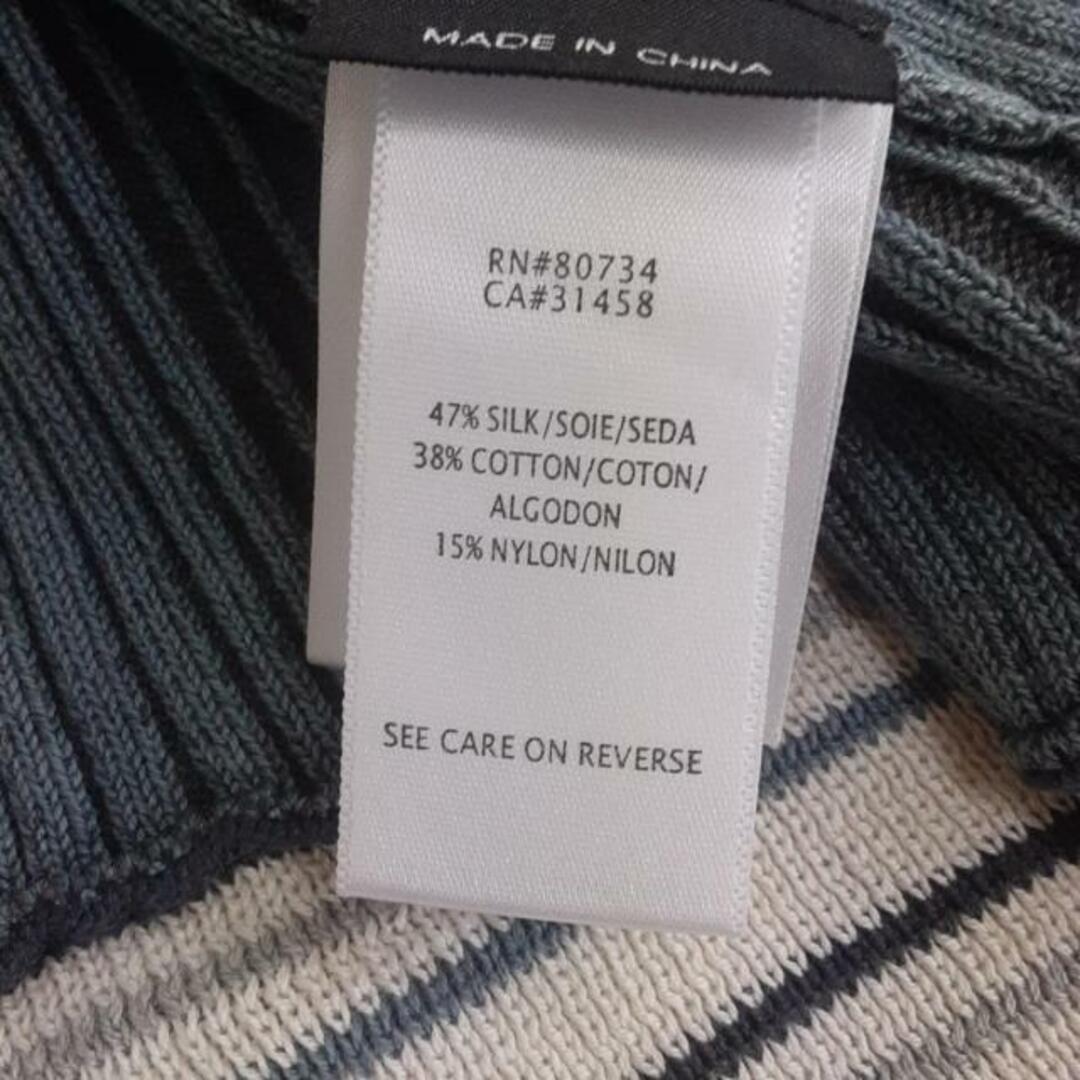 MADE IN CHINA
RN#80734
CA#31458
47% SILK/SOIE/SEDA
38% COTTON/COTON/
ALGODON
15% NYLON/NILON
SEE CARE ON REVERSE